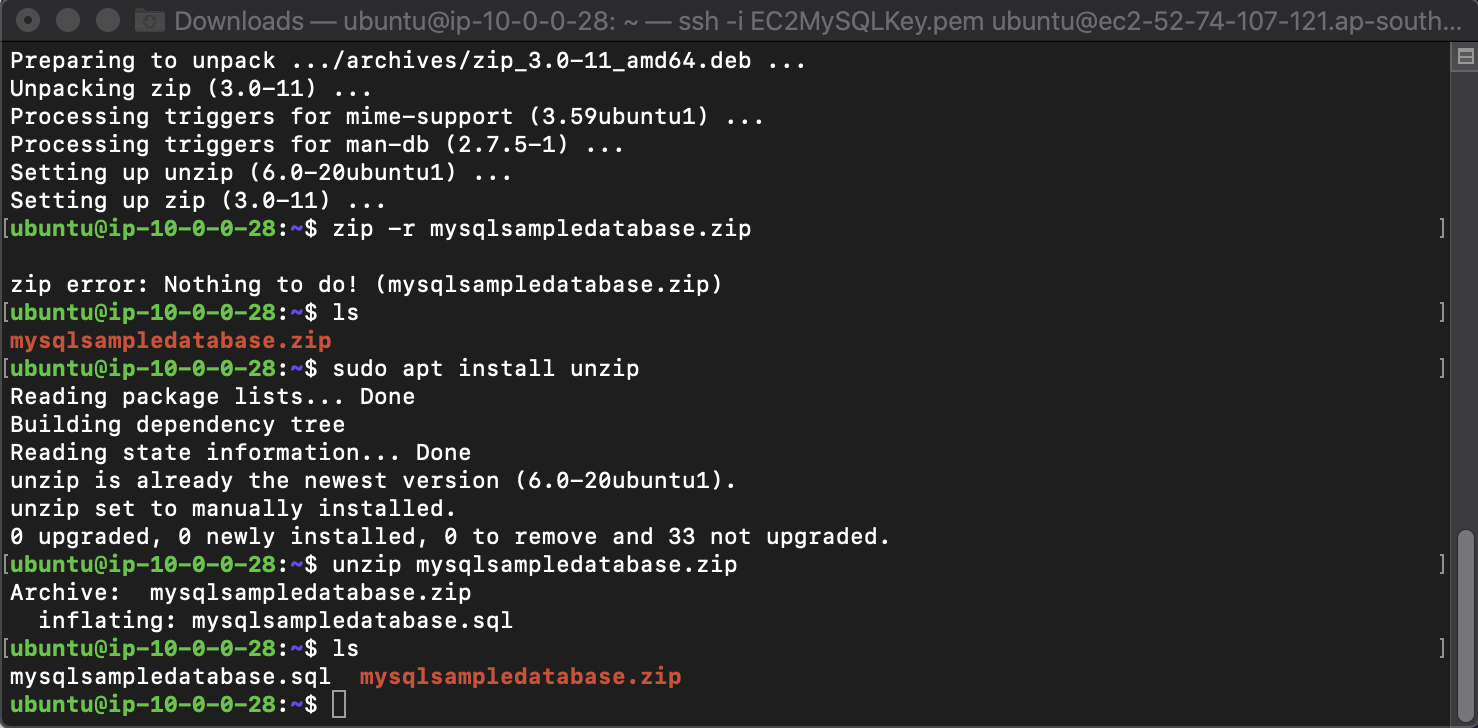 Downloads — ubuntu@ip-10-0-0-28: ~ — ssh -i EC2MySQLKey.pem ubuntu@ec2-52-74-107-121.ap-south...
Preparing to unpack .../archives/zip_3.0-11_amd64.deb ...
Unpacking zip (3.0-11) ...
Processing triggers for mime-support (3.59ubuntu1) ...
Processing triggers for man-db (2.7.5-1) ...
Setting up unzip (6.0-20ubuntu1) ...
Setting up zip (3.0-11) ...
[ubuntu@ip-10-0-0-28:~$ zip -r mysqlsampledatabase.zip ]
zip error: Nothing to do! (mysqlsampledatabase.zip)
[ubuntu@ip-10-0-0-28:~$ ls ]
mysqlsampledatabase.zip
[ubuntu@ip-10-0-0-28:~$ sudo apt install unzip ]
Reading package lists... Done
Building dependency tree
Reading state information... Done
unzip is already the newest version (6.0-20ubuntu1).
unzip set to manually installed.
0 upgraded, 0 newly installed, 0 to remove and 33 not upgraded.
[ubuntu@ip-10-0-0-28:~$ unzip mysqlsampledatabase.zip ]
Archive:  mysqlsampledatabase.zip
  inflating: mysqlsampledatabase.sql
[ubuntu@ip-10-0-0-28:~$ ls ]
mysqlsampledatabase.sql  mysqlsampledatabase.zip
ubuntu@ip-10-0-0-28:~$